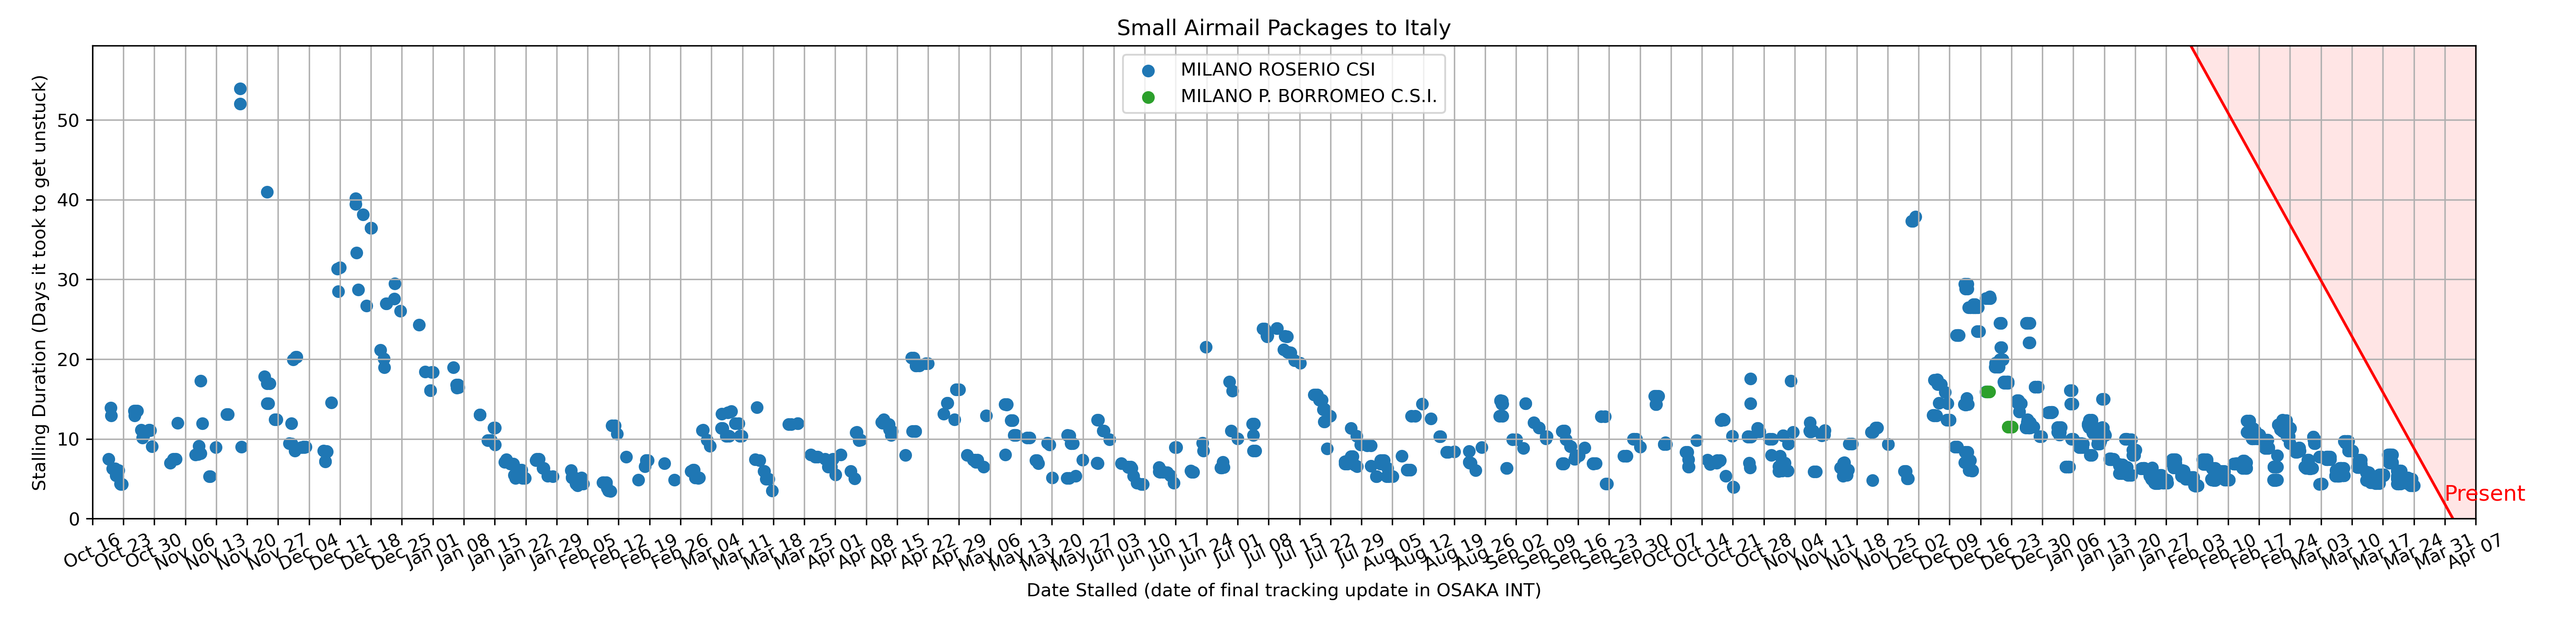 Small Airmail Packages to Italy
MILANO ROSERIO CSI
MILANO P. BORROMEO C.S.I.
Stalling Duration (Days it took to get unstuck)
50
40
30
20
10
0
Present
Oct 16 Oct 23 Oct 30 Nov 06 Nov 13 Nov 20 Nov 27 Dec 04 Dec 11 Dec 18 Dec 25 Jan 01 Jan 08 Jan 15 Jan 22 Jan 29 Feb 05 Feb 12 Feb 19 Feb 26 Mar 04 Mar 11 Mar 18 Mar 25 Apr 01 Apr 08 Apr 15 Apr 22 Apr 29 May 06 May 13 May 20 May 27 Jun 03 Jun 10 Jun 17 Jun 24 Jul 01 Jul 08 Jul 15 Jul 22 Jul 29 Aug 05 Aug 12 Aug 19 Aug 26 Sep 02 Sep 09 Sep 16 Sep 23 Sep 30 Oct 07 Oct 14 Oct 21 Oct 28 Nov 04 Nov 11 Nov 18 Nov 25 Dec 02 Dec 09 Dec 16 Dec 23 Dec 30 Jan 06 Jan 13 Jan 20 Jan 27 Feb 03 Feb 10 Feb 17 Feb 24 Mar 03 Mar 10 Mar 17 Mar 24 Mar 31 Apr 07
Date Stalled (date of final tracking update in OSAKA INT)